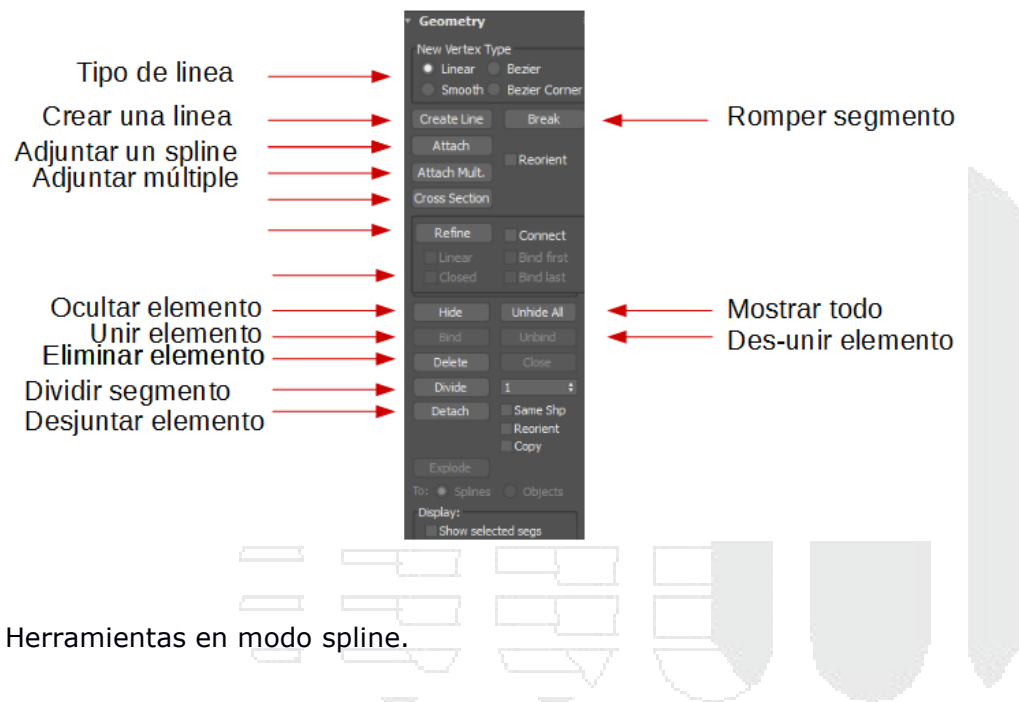 Geometry
New Vertex Type
Linear Bezier
Smooth Bezier Corner
Tipo de linea
Create Line Break
Crear una linea
Romper segmento
Attach
Adjuntar un spline
Reorient
Attach Mult.
Adjuntar múltiple
Cross Section
Refine Connect
Linear Bind first
Closed Bind last
Hide Unhide All
Ocultar elemento
Mostrar todo
Bind Unbind
Unir elemento
Des-unir elemento
Delete Close
Eliminar elemento
Divide 1
Dividir segmento
Detach Same Shp
Desjuntar elemento
Reorient
Copy
Explode
To: Splines Objects
Display:
Show selected segs
Herramientas en modo spline.